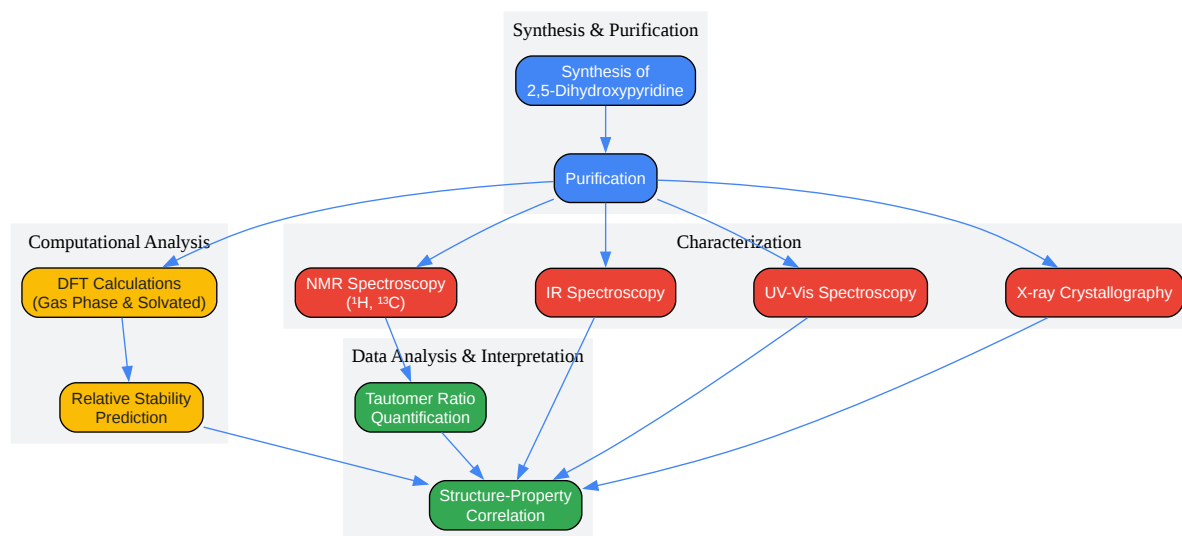 Synthesis & Purification
Synthesis of
2,5-Dihydroxypyridine
Purification
Computational Analysis
Characterization
DFT Calculations
(Gas Phase & Solvated)
NMR Spectroscopy
(¹H, ¹³C)
IR Spectroscopy
UV-Vis Spectroscopy
X-ray Crystallography
Data Analysis & Interpretation
Relative Stability
Prediction
Tautomer Ratio
Quantification
Structure-Property
Correlation